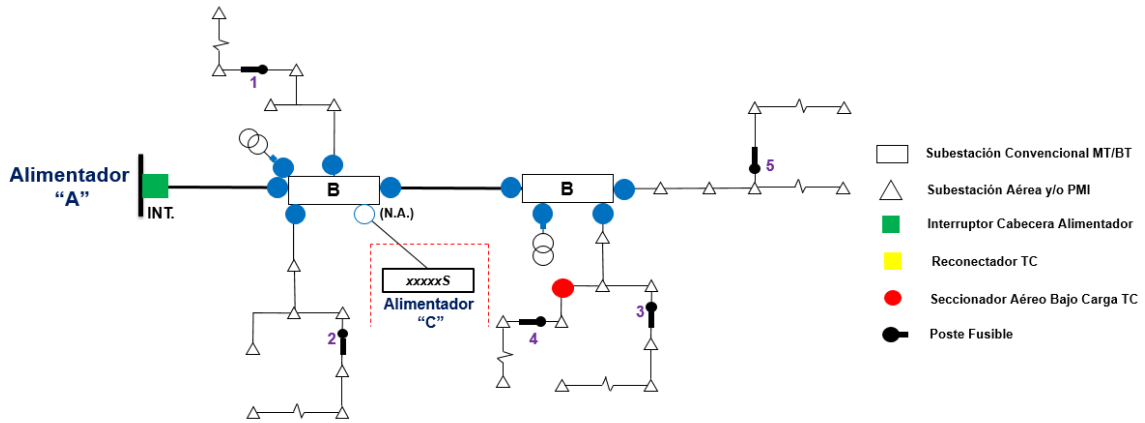 1
5
Alimentador
“A”
INT.
B
(N.A.)
B
xxxxxS
Alimentador
“C”
2
3
4
Subestación Convencional MT/BT
Subestación Aérea y/o PMI
Interruptor Cabecera Alimentador
Reconectador TC
Seccionador Aéreo Bajo Carga TC
Poste Fusible